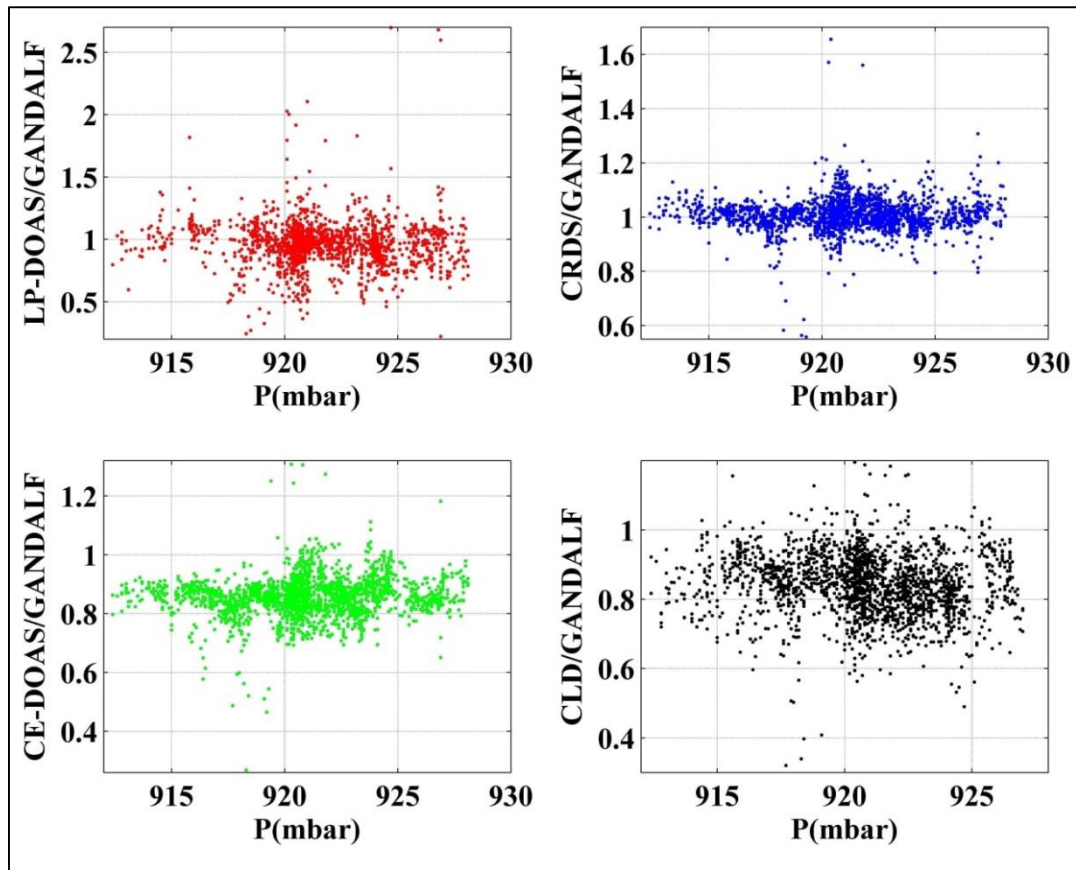 LP-DOAS/GANDALF
2.5
2
1.5
1
0.5
915 920 925 930
P(mbar)
CRDS/GANDALF
1.6
1.4
1.2
1
0.8
0.6
915 920 925 930
P(mbar)
CE-DOAS/GANDALF
1.2
1
0.8
0.6
0.4
915 920 925 930
P(mbar)
CLD/GANDALF
1
0.8
0.6
0.4
915 920 925
P(mbar)